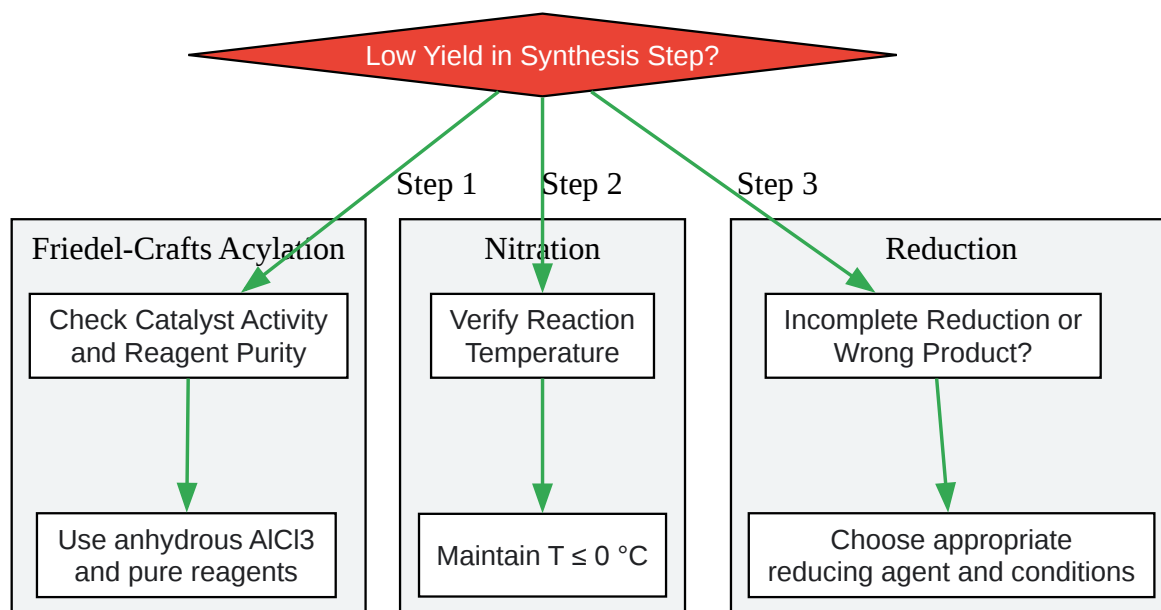 Low Yield in Synthesis Step?
Step 1
Step 2
Step 3
Friedel-Crafts Acylation
Nitration
Reduction
Check Catalyst Activity
and Reagent Purity
Verify Reaction
Temperature
Incomplete Reduction or
Wrong Product?
Use anhydrous AlCl3
and pure reagents
Maintain T ≤ 0 °C
Choose appropriate
reducing agent and conditions